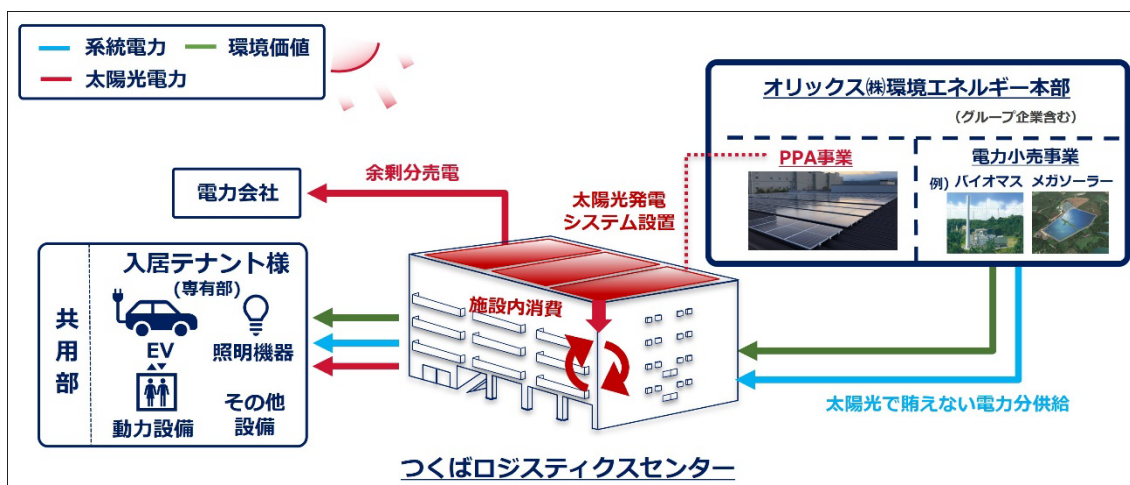 系統電力
環境価値
太陽光電力
オリックス㈱環境エネルギー本部
(グループ企業含む)
PPA事業
電力小売事業
例) バイオマス メガソーラー
電力会社
余剰分売電
太陽光発電
システム設置
入居テナント様
(専有部)
共用部
EV
照明機器
動力設備
その他
設備
施設内消費
太陽光で賄えない電力分供給
つくばロジスティクスセンター